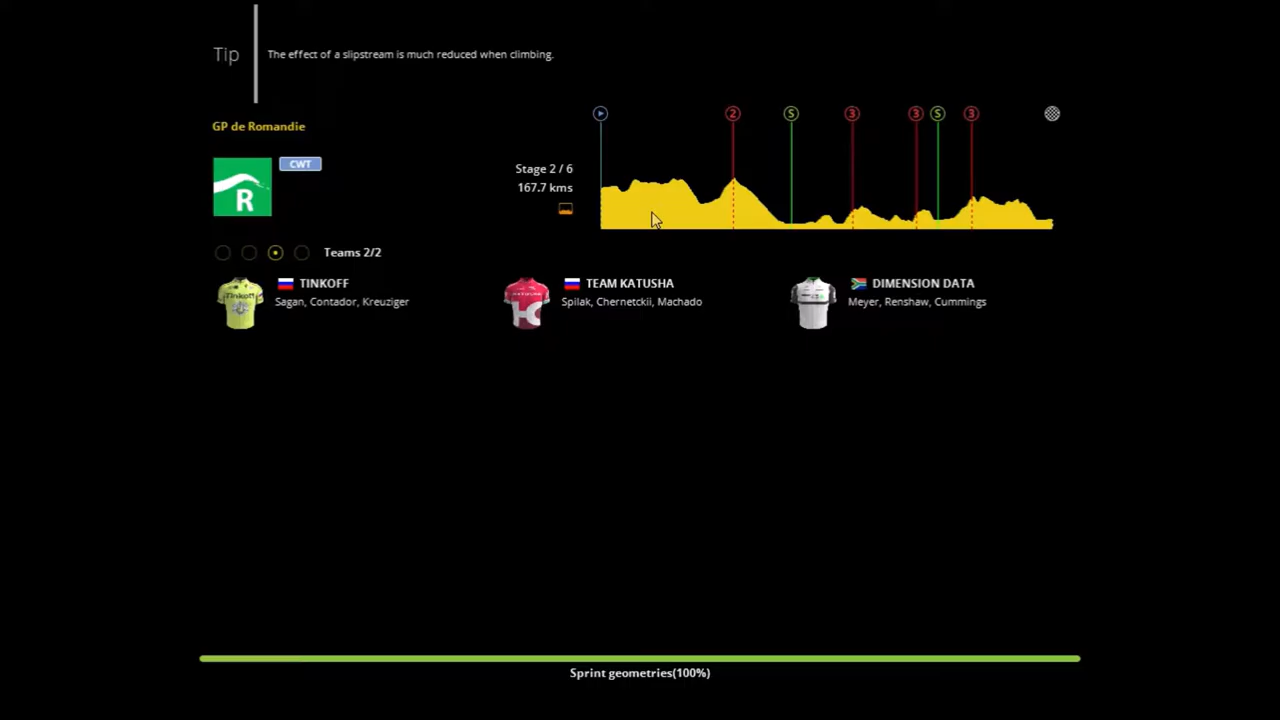 Tip
The effect of a slipstream is much reduced when climbing.
GP de Romandie
R
CWT
Stage 2 / 6
167.7 kms
2 S 3 3 S 3
Teams 2/2
TINKOFF
Sagan, Contador, Kreuziger
TEAM KATUSHA
Spilak, Chernetckii, Machado
DIMENSION DATA
Meyer, Renshaw, Cummings
Sprint geometries(100%)